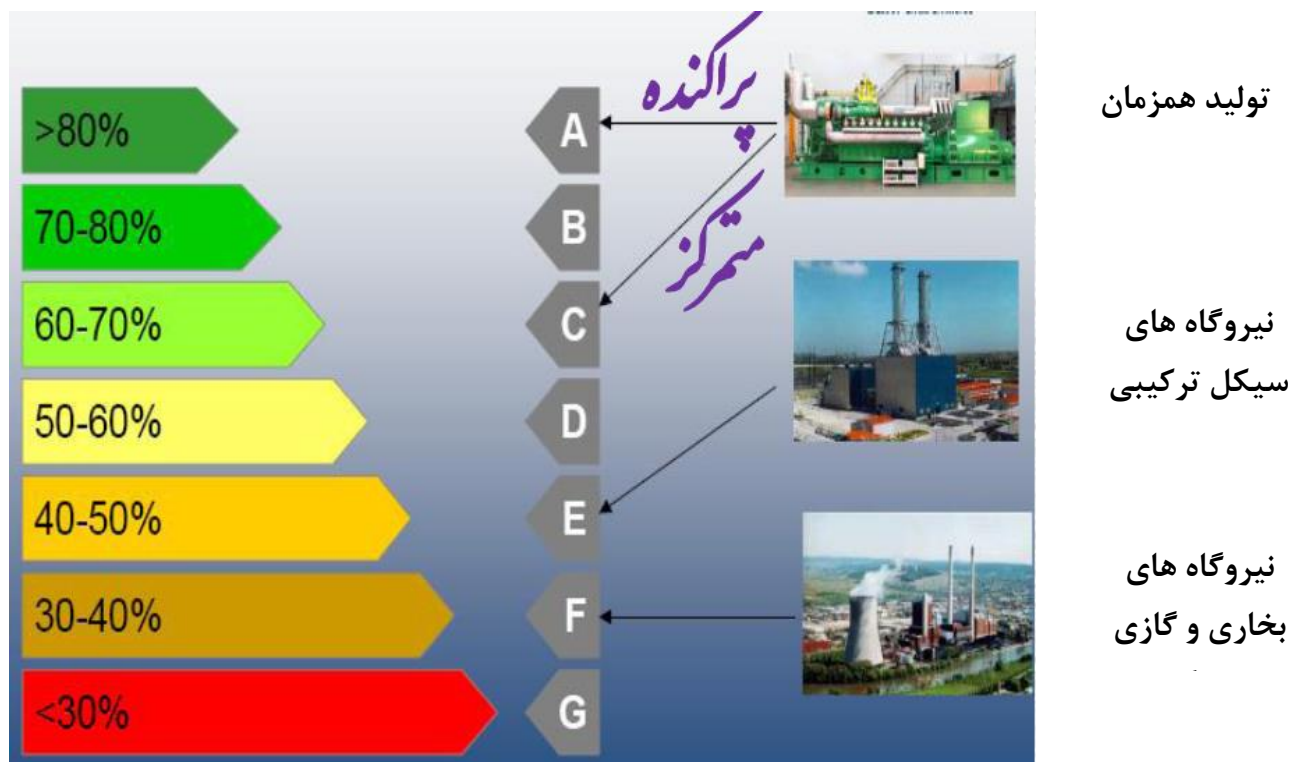 پراکنده
متمرکز
>80% A
70-80% B
60-70% C
50-60% D
40-50% E
30-40% F
<30% G
تولید همزمان
نیروگاه های
سیکل ترکیبی
نیروگاه های
بخاری و گازی